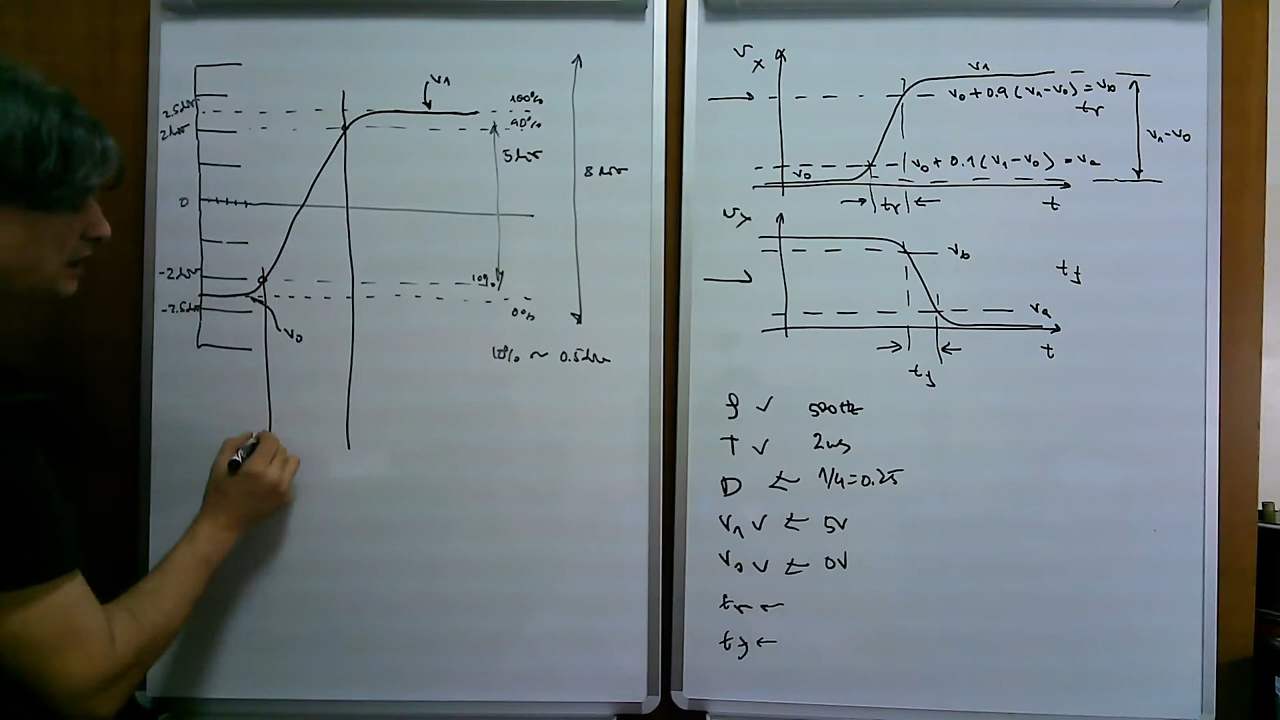 V1
100%
2.5div
90%
2div
5div
8div
0
-2div
10%
-2.5div
0%
V0
10% ~ 0.5div
vx
V1
V0 + 0.9 (V1-V0) = Vb
tr
V1-V0
V0
V0 + 0.1 (V1-V0) = Va
tr
t
vy
Vb
tf
Va
t
tf
f ✓ 500Hz
T ✓
D ← 1/4=0.25
V1 ✓ ← 5V
V0 ✓ ← 0V
tr ←
tf ←